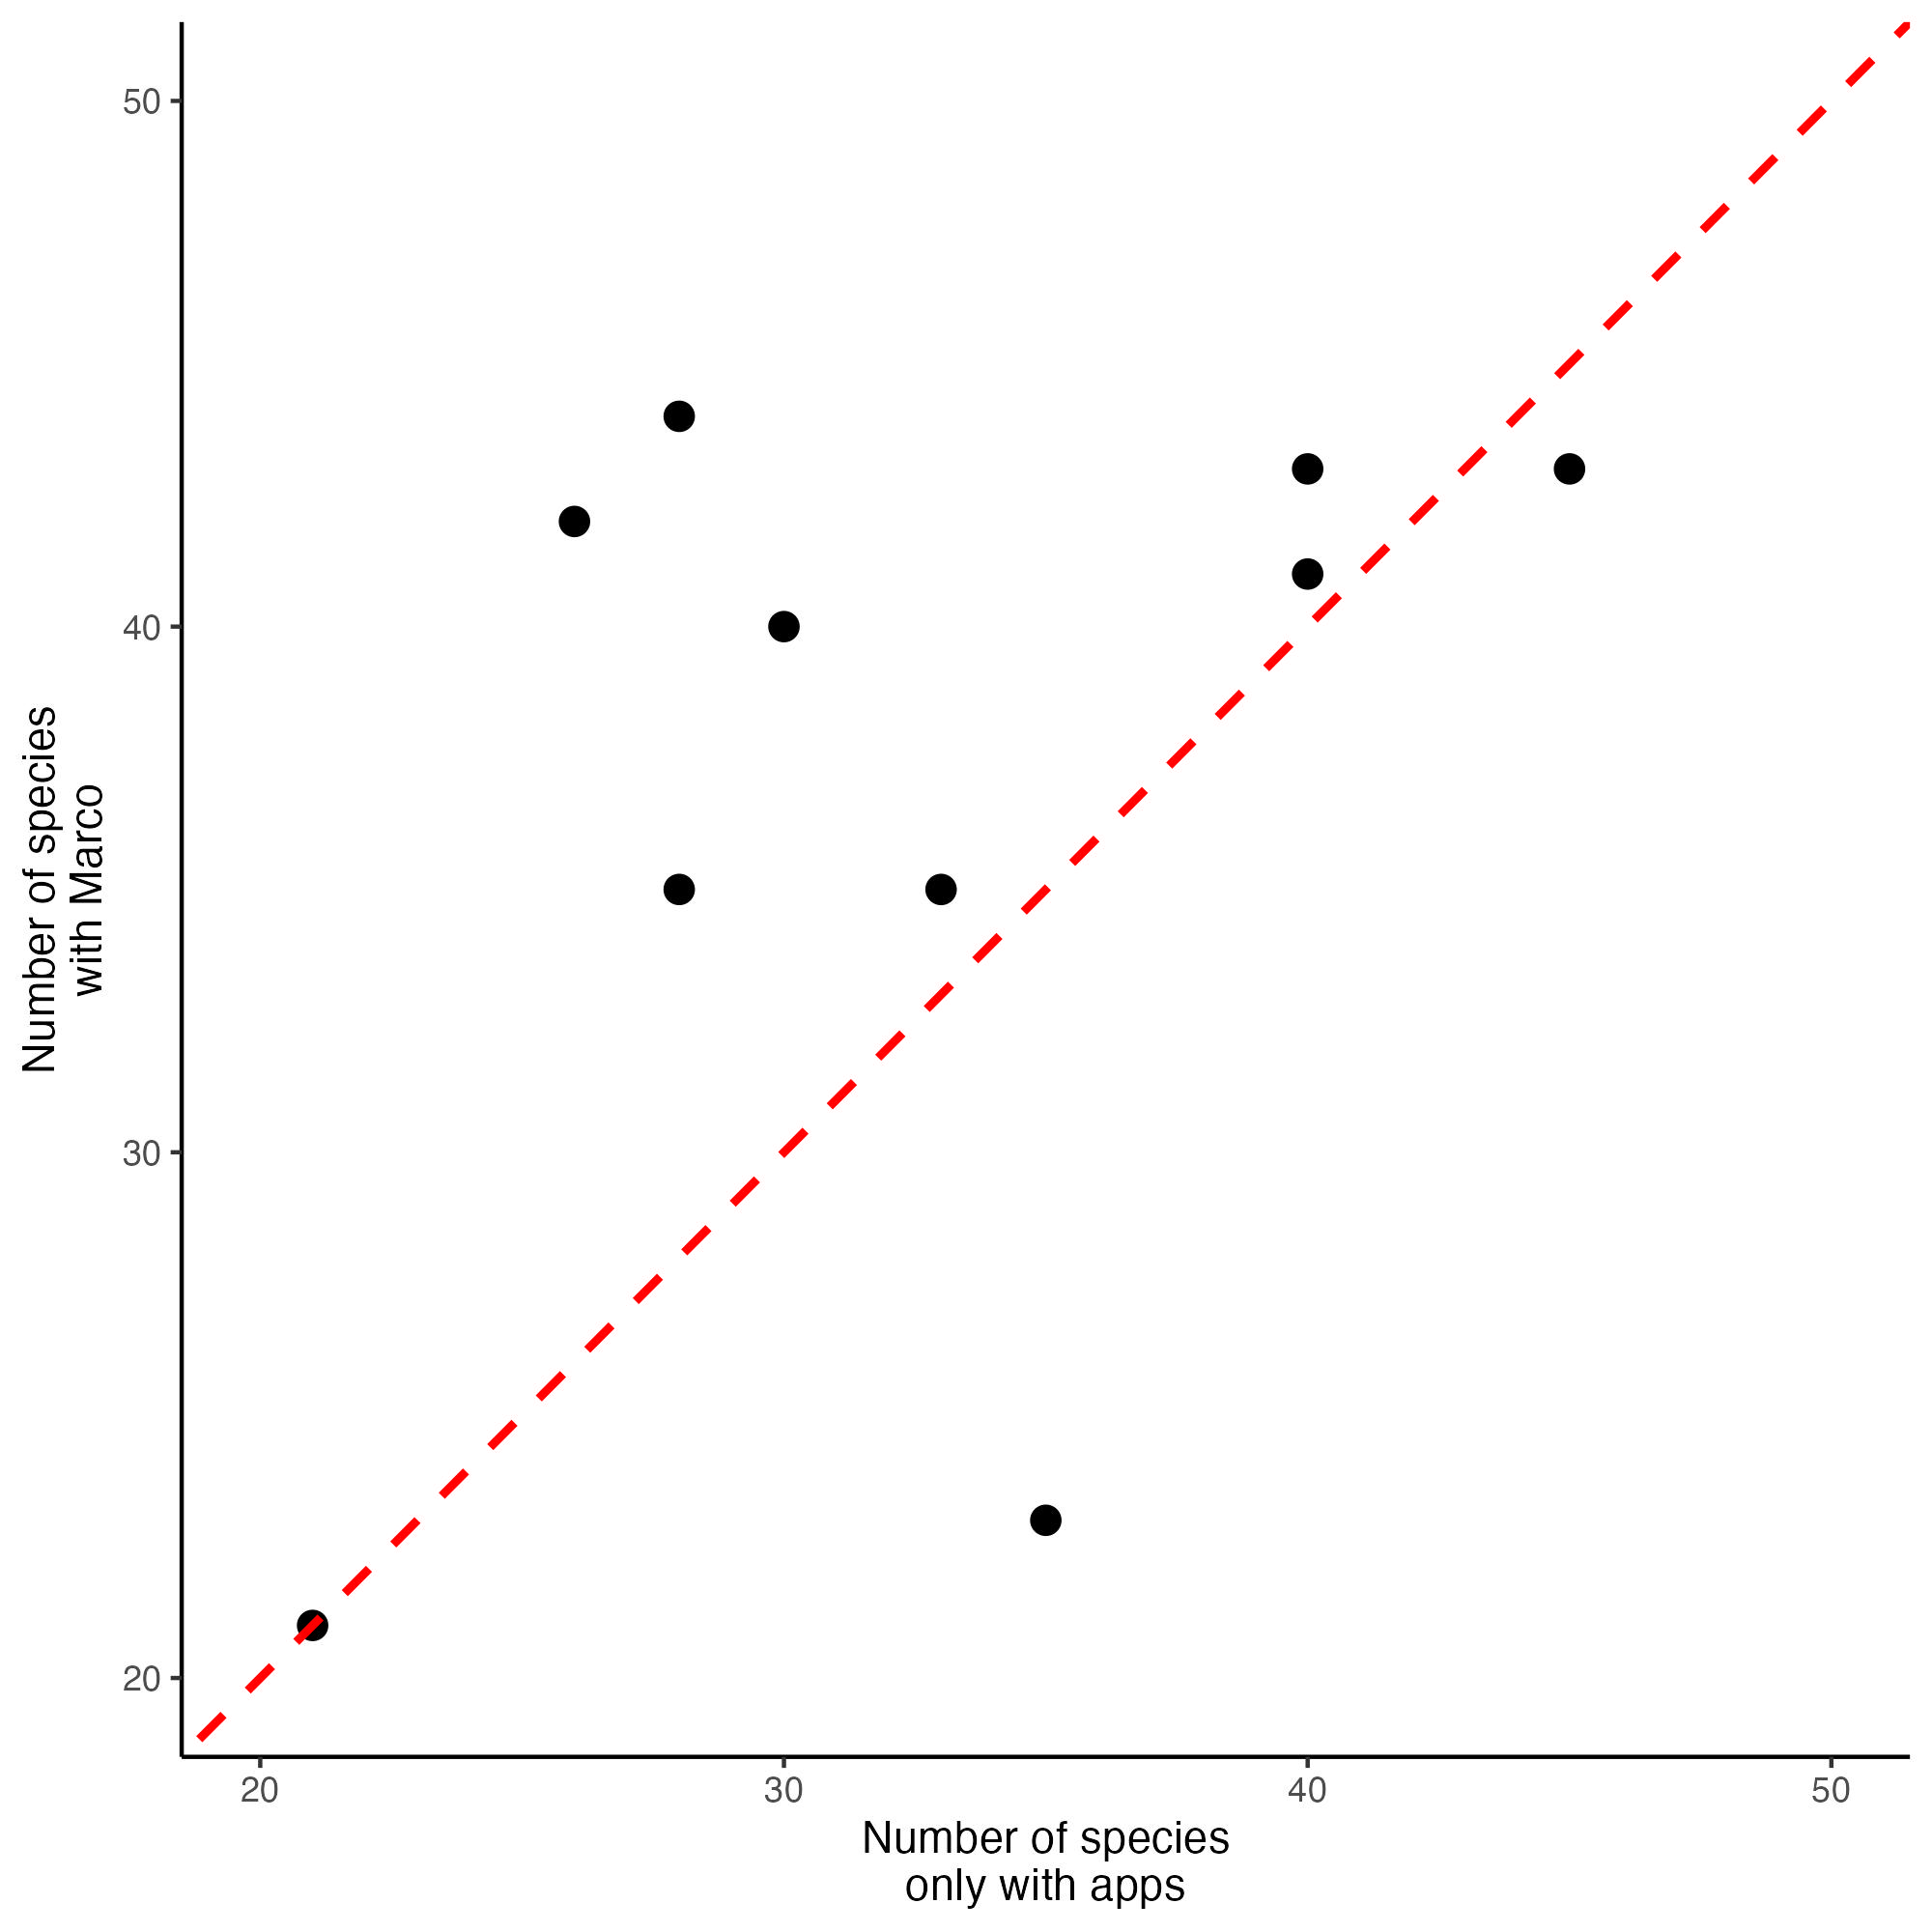 50
40
30
20
Number of species
with Marco
20 30 40 50
Number of species
only with apps